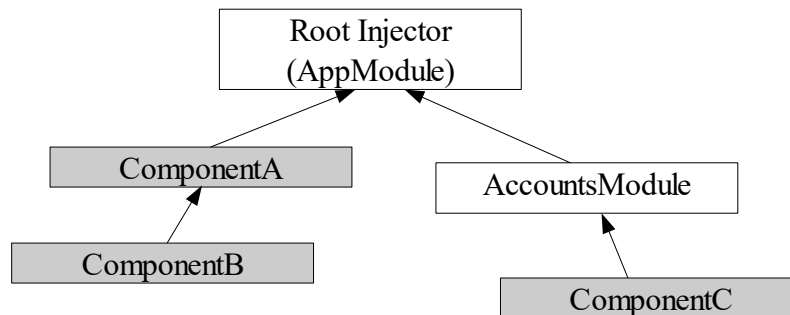 Root Injector
(AppModule)
ComponentA
AccountsModule
ComponentB
ComponentC